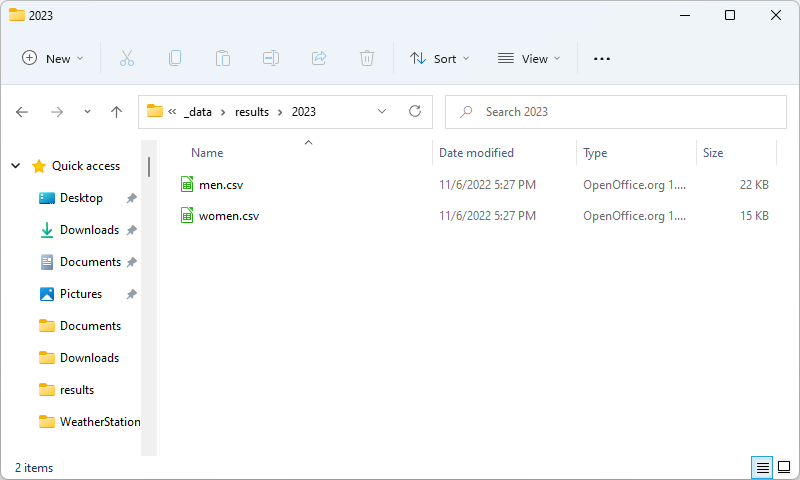 2023
New Sort View
_data results 2023 Search 2023
Name Date modified Type Size
Quick access
Desktop
Downloads
Documents
Pictures
Documents
Downloads
results
WeatherStation
men.csv 11/6/2022 5:27 PM OpenOffice.org 1.... 22 KB
women.csv 11/6/2022 5:27 PM OpenOffice.org 1.... 15 KB
2 items